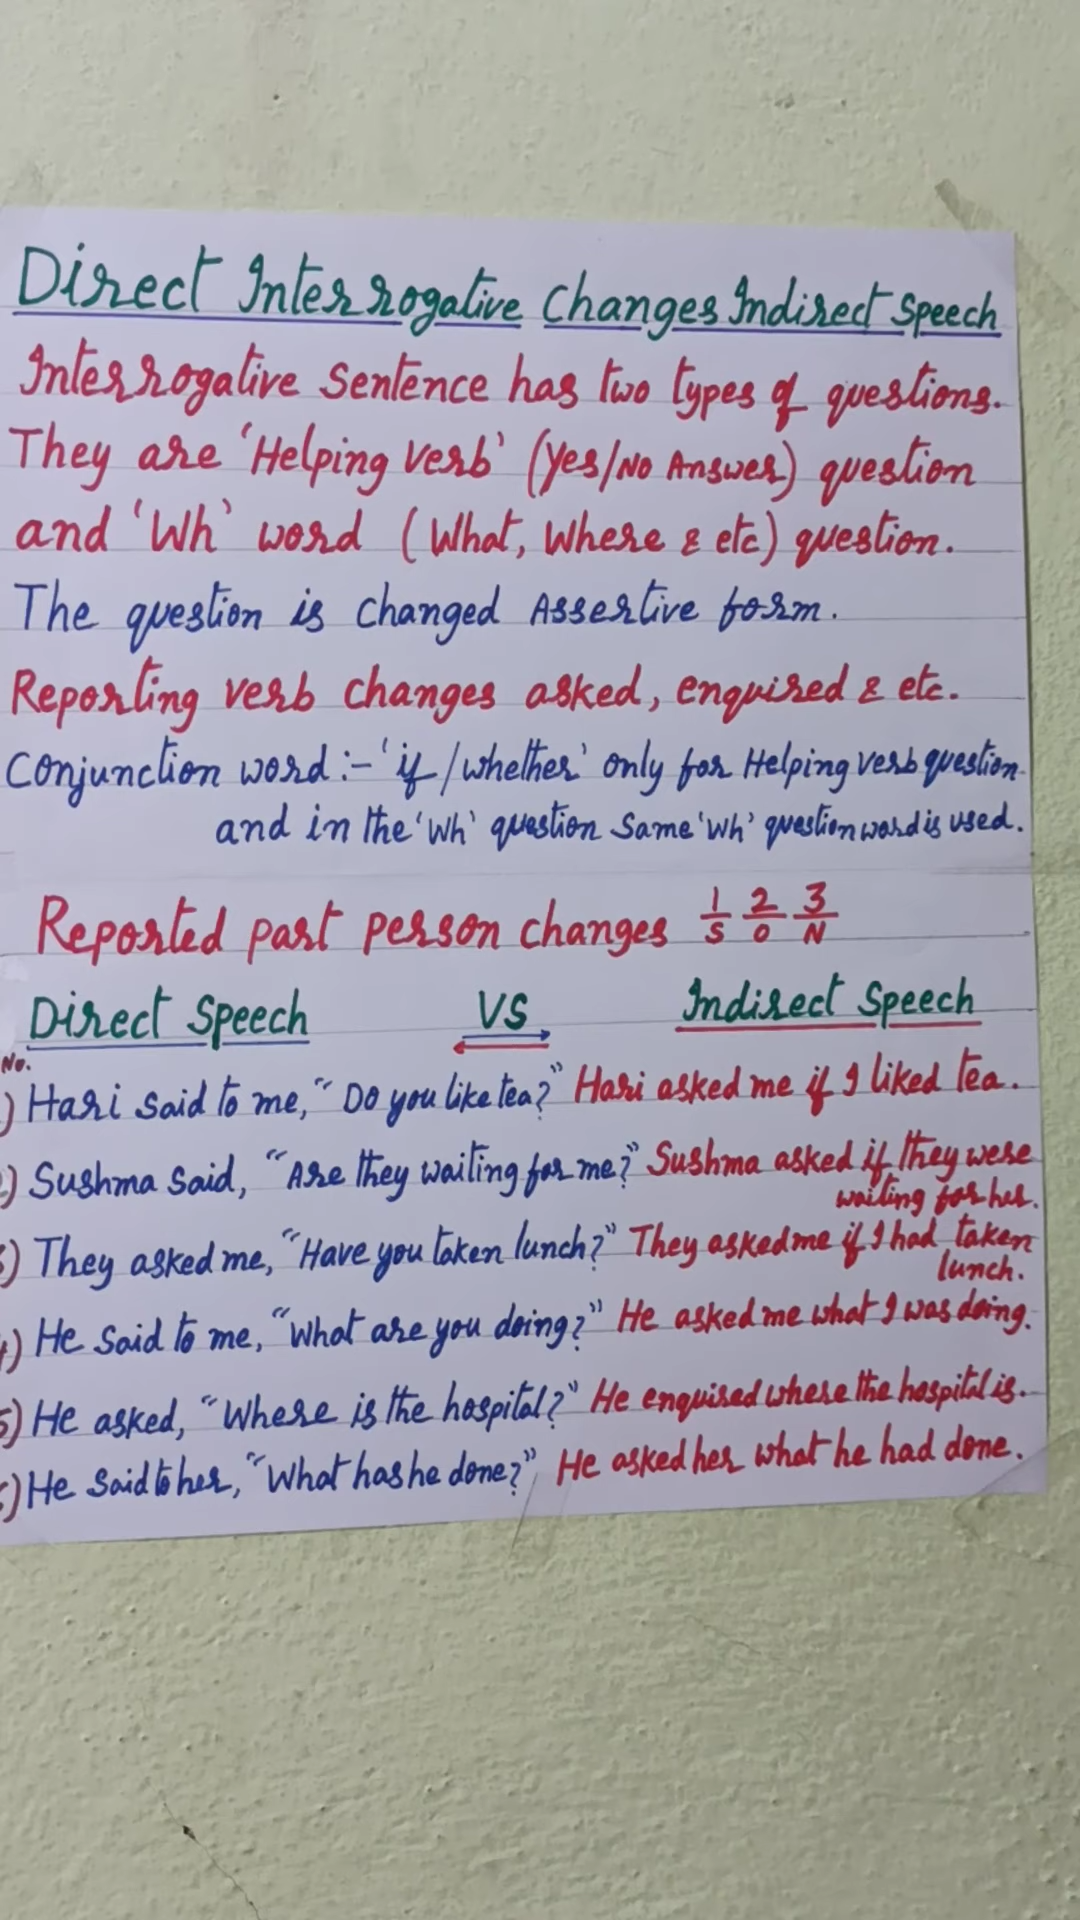 Direct Interrogative Changes Indirect Speech
Interrogative Sentence has two types of questions.
They are 'Helping verb' (Yes/No Answer) question
and 'Wh' word (What, Where & etc) question.
The question is changed Assertive form.
Reporting verb changes asked, enquired & etc.
Conjunction word :- 'if/whether' only for Helping verb question
and in the 'Wh' question Same 'Wh' question word is used.
Reported part person changes 1/S 2/O 3/N
Direct Speech VS Indirect Speech
No.
) Hari said to me, "Do you like tea?" Hari asked me if I liked tea.
) Sushma said, "Are they waiting for me?" Sushma asked if they were
waiting for her.
) They asked me, "Have you taken lunch?" They asked me if I had taken
lunch.
) He said to me, "What are you doing?" He asked me what I was doing.
5) He asked, "Where is the hospital?" He enquired where the hospital is.
) He said to her, "What has he done?" He asked her what he had done.